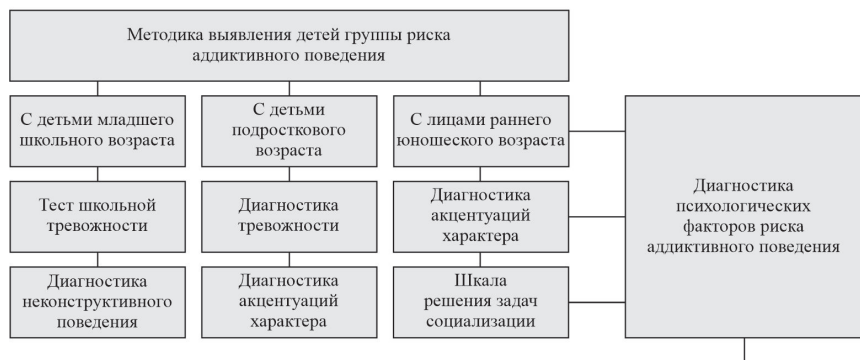 Методика выявления детей группы риска
аддиктивного поведения
С детьми младшего
школьного возраста
С детьми
подросткового
возраста
С лицами раннего
юношеского возраста
Тест школьной
тревожности
Диагностика
тревожности
Диагностика
акцентуаций
характера
Диагностика
неконструктивного
поведения
Диагностика
акцентуаций
характера
Шкала
решения задач
социализации
Диагностика
психологических
факторов риска
аддиктивного поведения